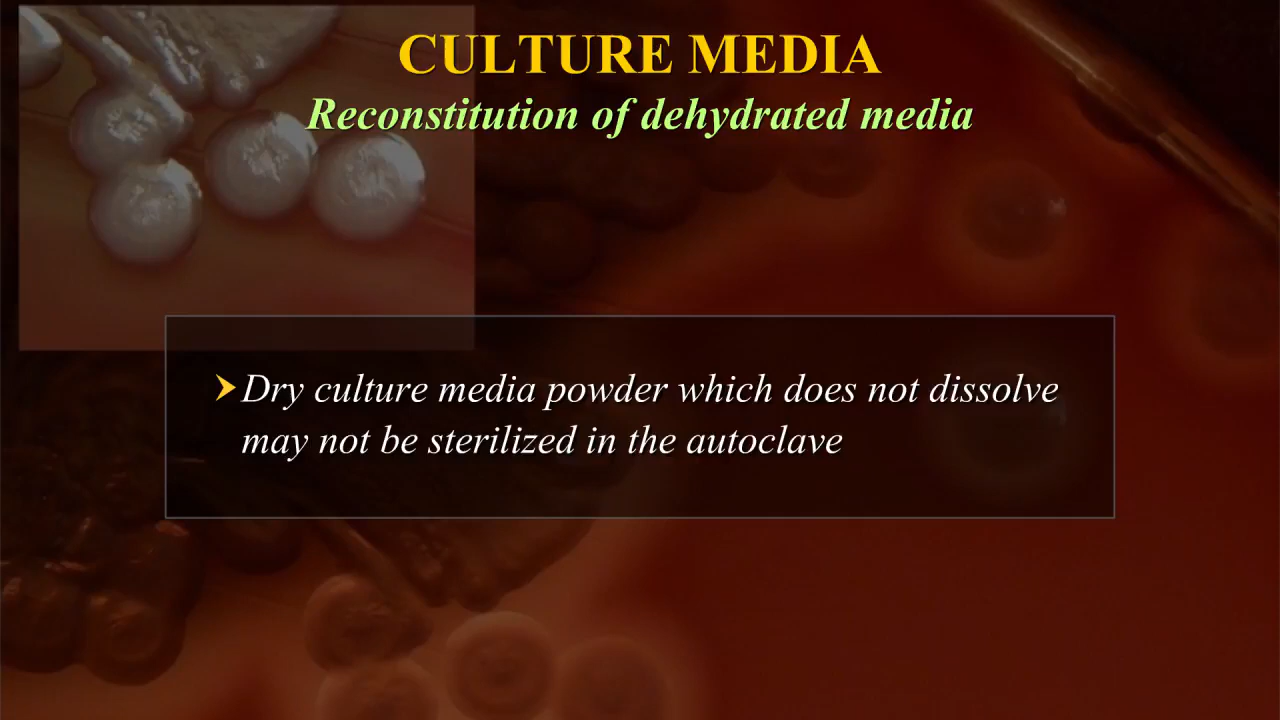 CULTURE MEDIA
Reconstitution of dehydrated media
Dry culture media powder which does not dissolve
may not be sterilized in the autoclave